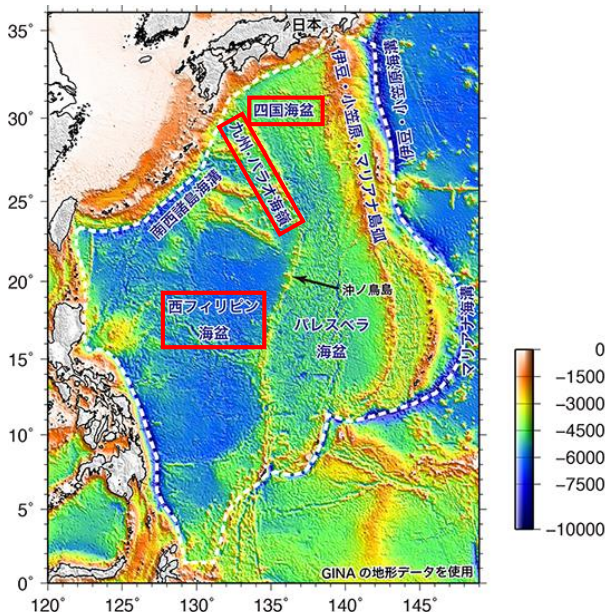 日本
四国海盆
九州・パラオ海嶺
南西諸島海溝
伊豆・小笠原・マリアナ島弧
伊豆・小笠原海溝
マリアナ海溝
沖ノ鳥島
西フィリピン
海盆
パレスベラ
海盆
GINAの地形データを使用
35°
30°
25°
20°
15°
10°
5°
0°
120
125
130
135
140
145
0
-1500
-3000
-4500
-6000
-7500
-10000